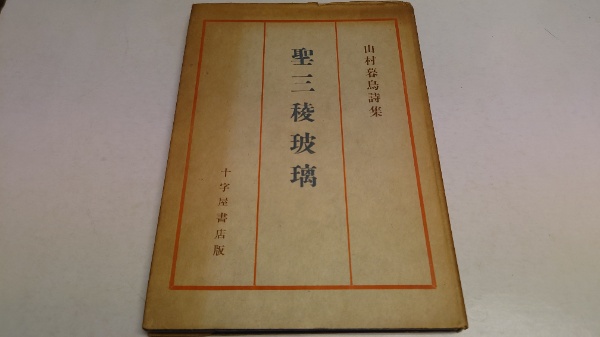 山村暮鳥詩集
聖三稜玻璃
十字屋書店版